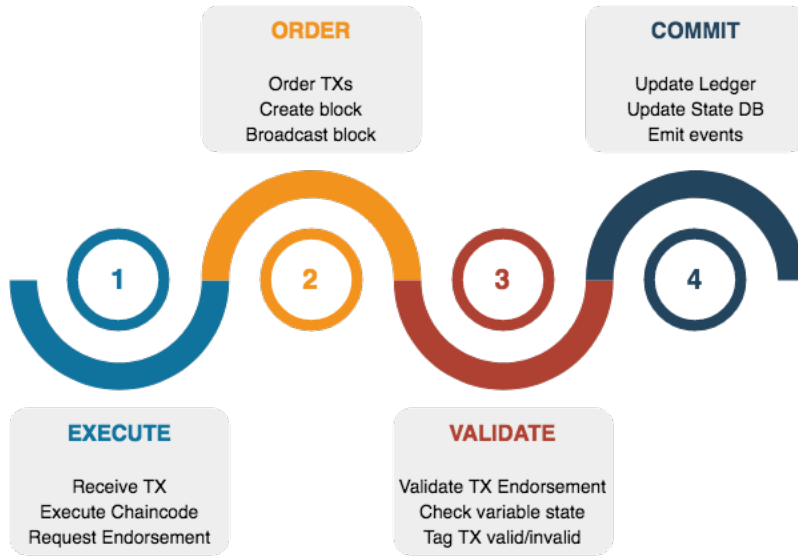 ORDER
Order TXs
Create block
Broadcast block
COMMIT
Update Ledger
Update State DB
Emit events
1
2
3
4
EXECUTE
Receive TX
Execute Chaincode
Request Endorsement
VALIDATE
Validate TX Endorsement
Check variable state
Tag TX valid/invalid